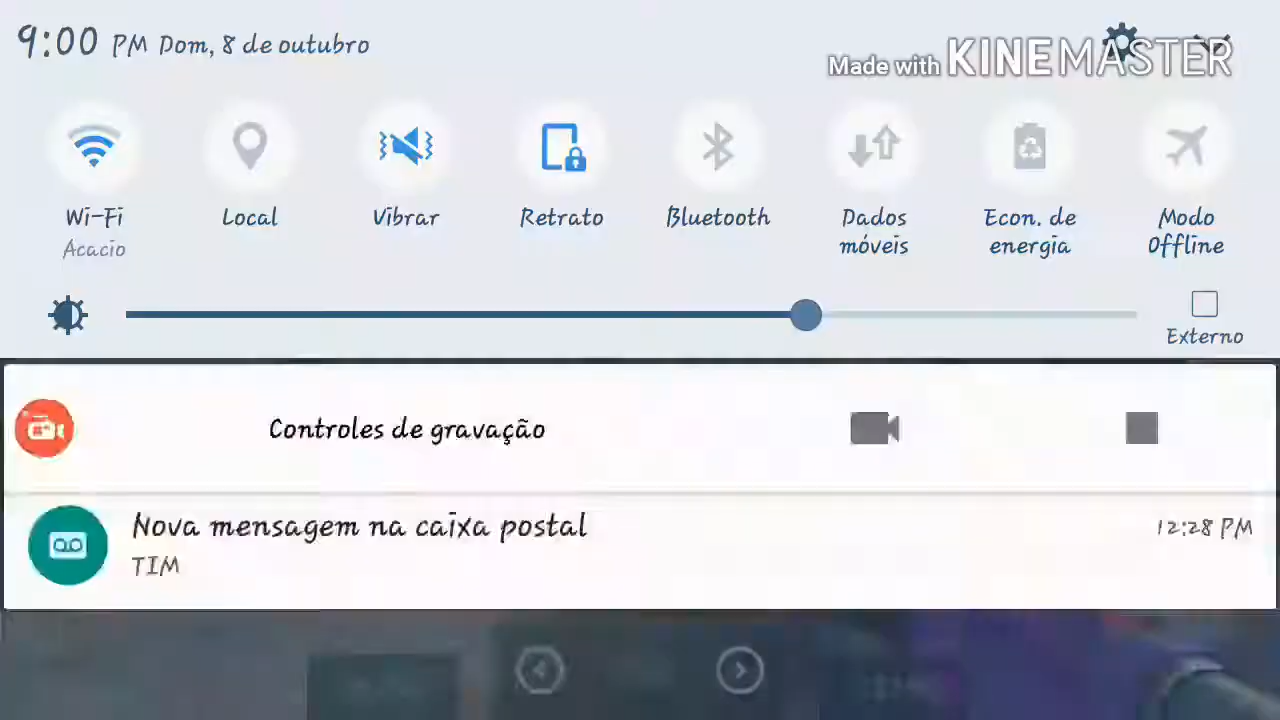 9:00 PM Dom, 8 de outubro
Made with KINEMASTER
Wi-Fi
Acacio
Local
Vibrar
Retrato
Bluetooth
Dados
móveis
Econ. de
energia
Modo
Offline
Externo
Controles de gravação
Nova mensagem na caixa postal
12:28 PM
TIM